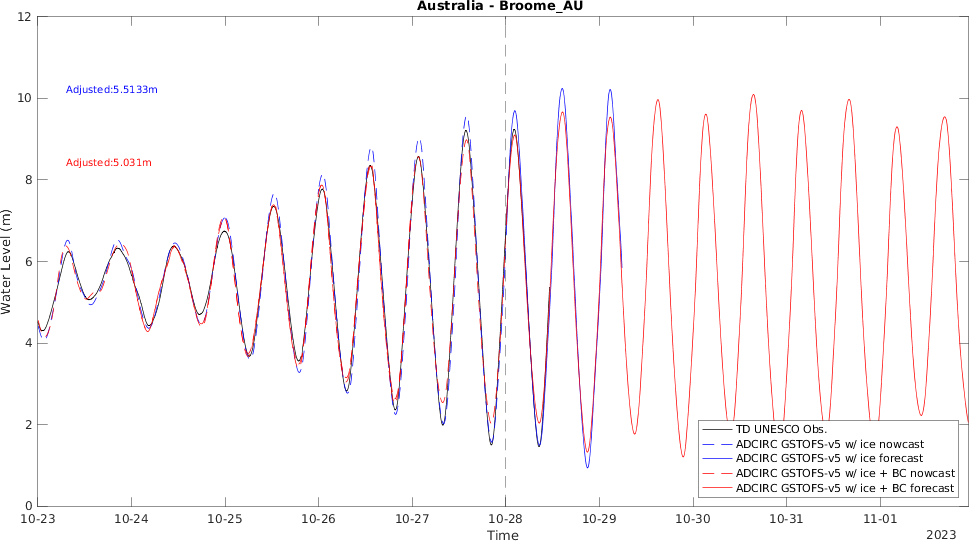 Australia - Broome_AU
12
10
8
6
4
2
0
Water Level (m)
Adjusted:5.5133m
Adjusted:5.031m
TD UNESCO Obs.
ADCIRC GSTOFS-v5 w/ ice nowcast
ADCIRC GSTOFS-v5 w/ ice forecast
ADCIRC GSTOFS-v5 w/ ice + BC nowcast
ADCIRC GSTOFS-v5 w/ ice + BC forecast
10-23 10-24 10-25 10-26 10-27 10-28 10-29 10-30 10-31 11-01
Time
2023